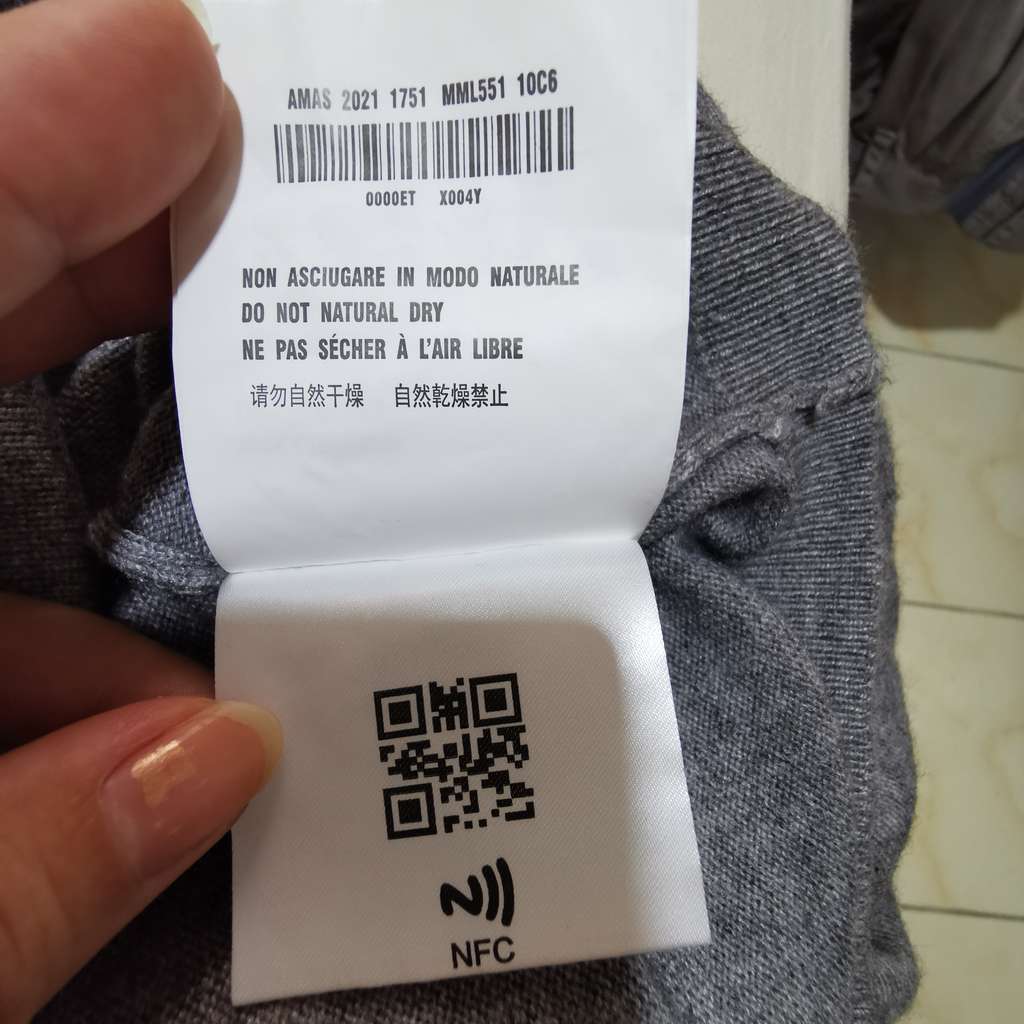 AMAS 2021 1751 MML551 10C6
0000ET X004Y
NON ASCIUGARE IN MODO NATURALE
DO NOT NATURAL DRY
NE PAS SÉCHER À L'AIR LIBRE
请勿自然干燥 自然乾燥禁止
NFC